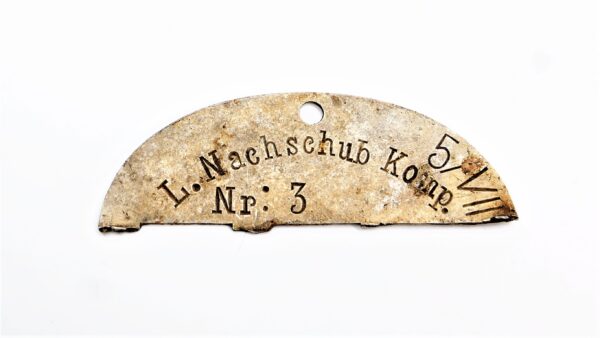 L. Nachschub Komp. 5/VII
Nr: 3